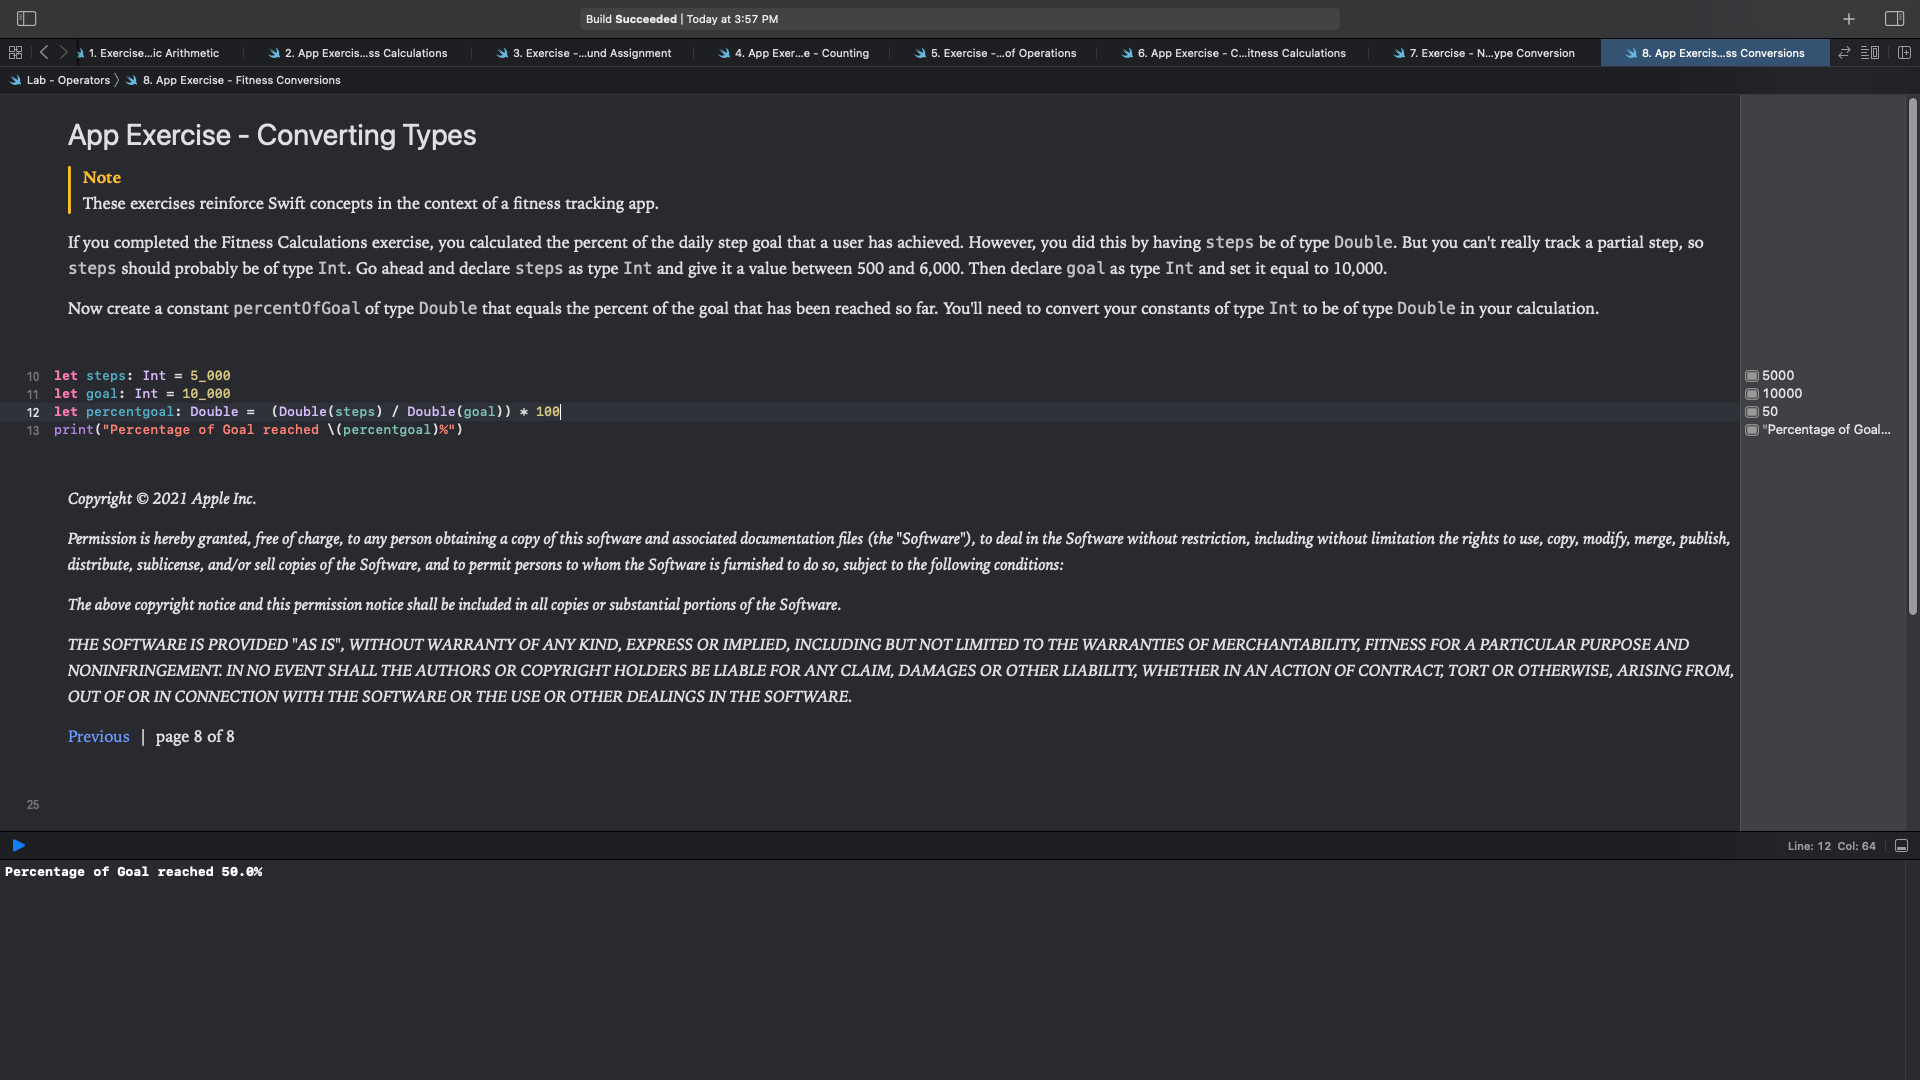 Build Succeeded | Today at 3:57 PM
1. Exercise...ic Arithmetic
2. App Exercis...ss Calculations
3. Exercise -...und Assignment
4. App Exer...e - Counting
5. Exercise -...of Operations
6. App Exercise - C...itness Calculations
7. Exercise - N...ype Conversion
8. App Exercis...ss Conversions
Lab - Operators 〉 8. App Exercise - Fitness Conversions
App Exercise - Converting Types
Note
These exercises reinforce Swift concepts in the context of a fitness tracking app.
If you completed the Fitness Calculations exercise, you calculated the percent of the daily step goal that a user has achieved. However, you did this by having steps be of type Double. But you can't really track a partial step, so
steps should probably be of type Int. Go ahead and declare steps as type Int and give it a value between 500 and 6,000. Then declare goal as type Int and set it equal to 10,000.
Now create a constant percentOfGoal of type Double that equals the percent of the goal that has been reached so far. You'll need to convert your constants of type Int to be of type Double in your calculation.
10 let steps: Int = 5_000
5000
11 let goal: Int = 10_000
10000
12 let percentgoal: Double =  (Double(steps) / Double(goal)) * 100
50
13 print("Percentage of Goal reached \(percentgoal)%")
"Percentage of Goal...
Copyright © 2021 Apple Inc.
Permission is hereby granted, free of charge, to any person obtaining a copy of this software and associated documentation files (the "Software"), to deal in the Software without restriction, including without limitation the rights to use, copy, modify, merge, publish,
distribute, sublicense, and/or sell copies of the Software, and to permit persons to whom the Software is furnished to do so, subject to the following conditions:
The above copyright notice and this permission notice shall be included in all copies or substantial portions of the Software.
THE SOFTWARE IS PROVIDED "AS IS", WITHOUT WARRANTY OF ANY KIND, EXPRESS OR IMPLIED, INCLUDING BUT NOT LIMITED TO THE WARRANTIES OF MERCHANTABILITY, FITNESS FOR A PARTICULAR PURPOSE AND
NONINFRINGEMENT. IN NO EVENT SHALL THE AUTHORS OR COPYRIGHT HOLDERS BE LIABLE FOR ANY CLAIM, DAMAGES OR OTHER LIABILITY, WHETHER IN AN ACTION OF CONTRACT, TORT OR OTHERWISE, ARISING FROM,
OUT OF OR IN CONNECTION WITH THE SOFTWARE OR THE USE OR OTHER DEALINGS IN THE SOFTWARE.
Previous | page 8 of 8
25
Line: 12 Col: 64
Percentage of Goal reached 50.0%